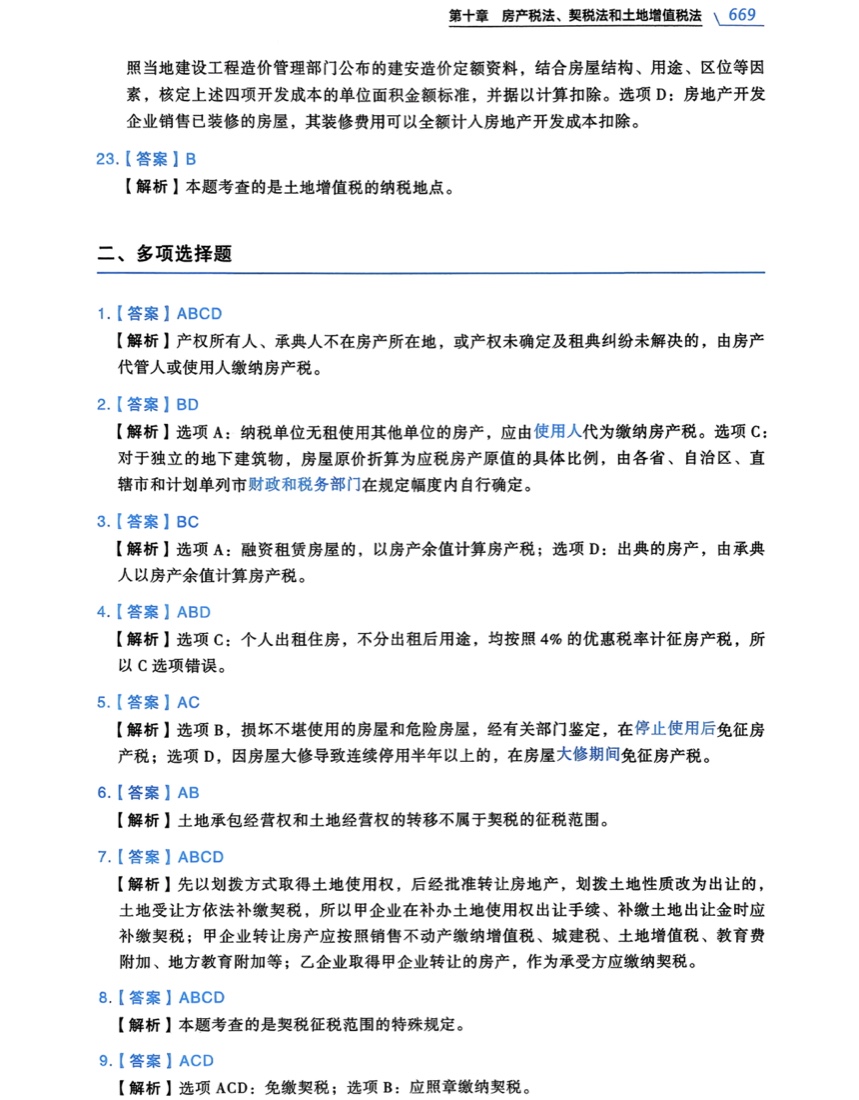 第十章　房产税法、契税法和土地增值税法 669
照当地建设工程造价管理部门公布的建安造价定额资料，结合房屋结构、用途、区位等因
素，核定上述四项开发成本的单位面积金额标准，并据以计算扣除。选项 D：房地产开发
企业销售已装修的房屋，其装修费用可以全额计入房地产开发成本扣除。
23.【答案】B
【解析】本题考查的是土地增值税的纳税地点。
二、多项选择题
1.【答案】ABCD
【解析】产权所有人、承典人不在房产所在地，或产权未确定及租典纠纷未解决的，由房产
代管人或使用人缴纳房产税。
2.【答案】BD
【解析】选项 A：纳税单位无租使用其他单位的房产，应由使用人代为缴纳房产税。选项 C：
对于独立的地下建筑物，房屋原价折算为应税房产原值的具体比例，由各省、自治区、直
辖市和计划单列市财政和税务部门在规定幅度内自行确定。
3.【答案】BC
【解析】选项 A：融资租赁房屋的，以房产余值计算房产税；选项 D：出典的房产，由承典
人以房产余值计算房产税。
4.【答案】ABD
【解析】选项 C：个人出租住房，不分出租后用途，均按照 4% 的优惠税率计征房产税，所
以 C 选项错误。
5.【答案】AC
【解析】选项 B，损坏不堪使用的房屋和危险房屋，经有关部门鉴定，在停止使用后免征房
产税；选项 D，因房屋大修导致连续停用半年以上的，在房屋大修期间免征房产税。
6.【答案】AB
【解析】土地承包经营权和土地经营权的转移不属于契税的征税范围。
7.【答案】ABCD
【解析】先以划拨方式取得土地使用权，后经批准转让房地产，划拨土地性质改为出让的，
土地受让方依法补缴契税，所以甲企业在补办土地使用权出让手续、补缴土地出让金时应
补缴契税；甲企业转让房产应按照销售不动产缴纳增值税、城建税、土地增值税、教育费
附加、地方教育附加等；乙企业取得甲企业转让的房产，作为承受方应缴纳契税。
8.【答案】ABCD
【解析】本题考查的是契税征税范围的特殊规定。
9.【答案】ACD
【解析】选项 ACD：免缴契税；选项 B：应照章缴纳契税。